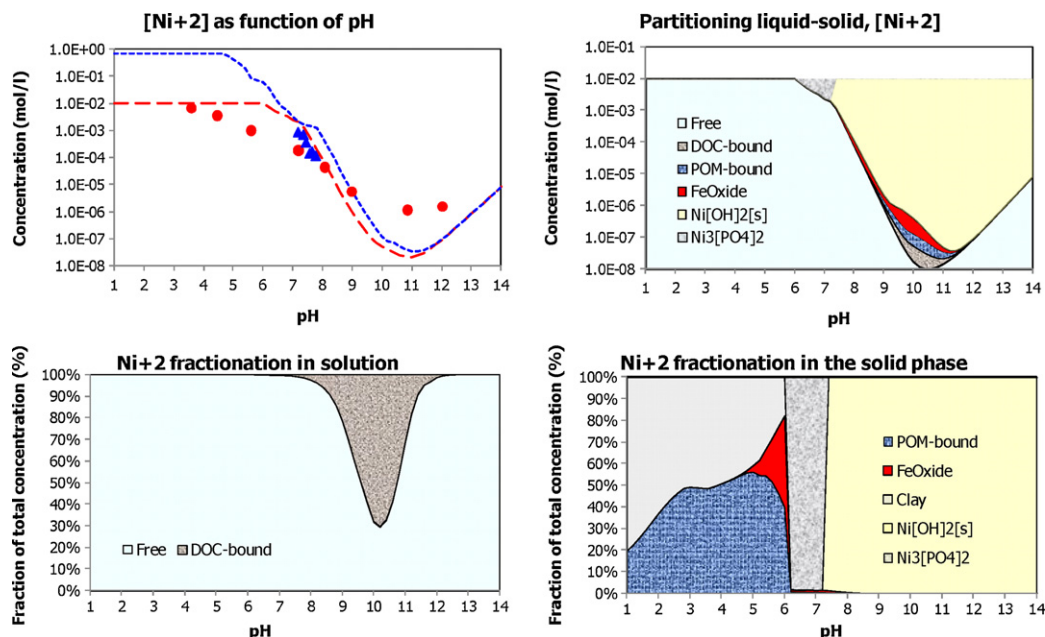 [Ni+2] as function of pH
Concentration (mol/l)
1.0E+00
1.0E-01
1.0E-02
1.0E-03
1.0E-04
1.0E-05
1.0E-06
1.0E-07
1.0E-08
1 2 3 4 5 6 7 8 9 10 11 12 13 14
pH
Partitioning liquid-solid, [Ni+2]
Concentration (mol/l)
1.0E-01
1.0E-02
1.0E-03
1.0E-04
1.0E-05
1.0E-06
1.0E-07
1.0E-08
Free
DOC-bound
POM-bound
FeOxide
Ni[OH]2[s]
Ni3[PO4]2
1 2 3 4 5 6 7 8 9 10 11 12 13 14
pH
Ni+2 fractionation in solution
Fraction of total concentration (%)
100%
90%
80%
70%
60%
50%
40%
30%
20%
10%
0%
Free DOC-bound
1 2 3 4 5 6 7 8 9 10 11 12 13 14
pH
Ni+2 fractionation in the solid phase
Fraction of total concentration (%)
100%
90%
80%
70%
60%
50%
40%
30%
20%
10%
0%
POM-bound
FeOxide
Clay
Ni[OH]2[s]
Ni3[PO4]2
1 2 3 4 5 6 7 8 9 10 11 12 13 14
pH